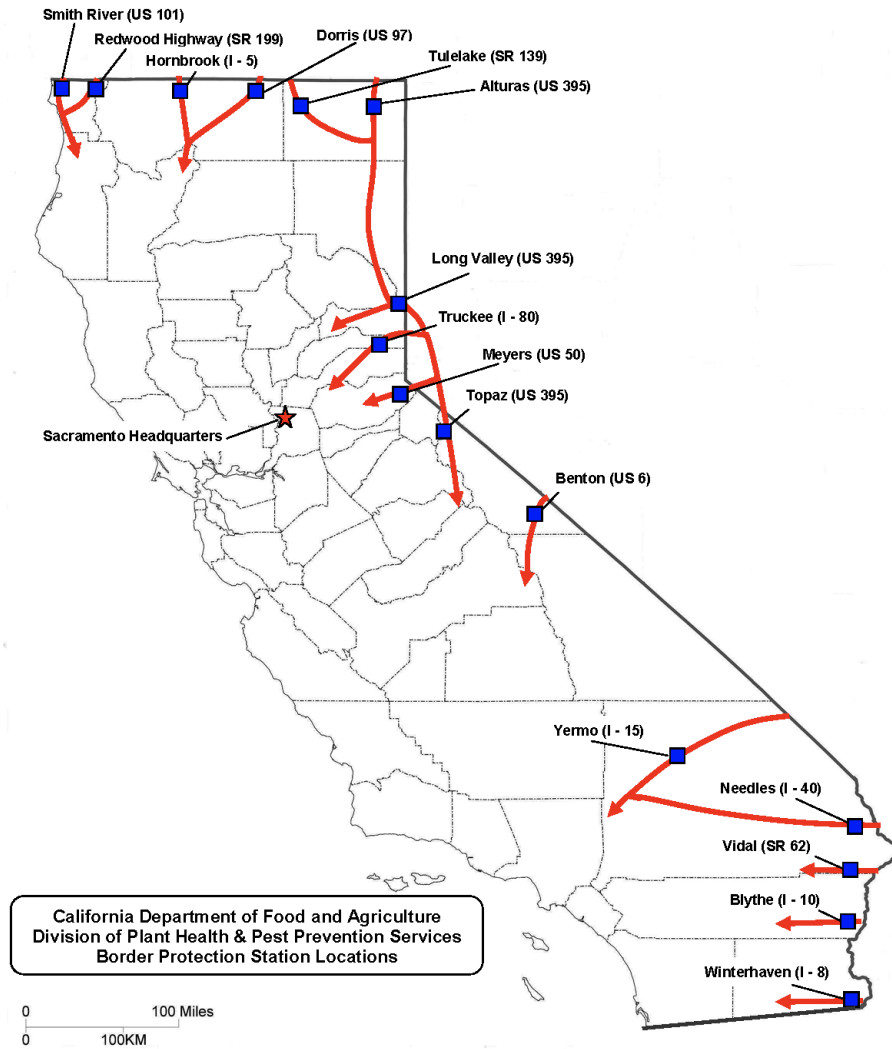 Smith River (US 101)
Redwood Highway (SR 199)
Hornbrook (I - 5)
Dorris (US 97)
Tulelake (SR 139)
Alturas (US 395)
Long Valley (US 395)
Truckee (I - 80)
Meyers (US 50)
Topaz (US 395)
Sacramento Headquarters
Benton (US 6)
Yermo (I - 15)
Needles (I - 40)
Vidal (SR 62)
Blythe (I - 10)
Winterhaven (I - 8)
California Department of Food and Agriculture
Division of Plant Health & Pest Prevention Services
Border Protection Station Locations
0 100 Miles
0 100KM